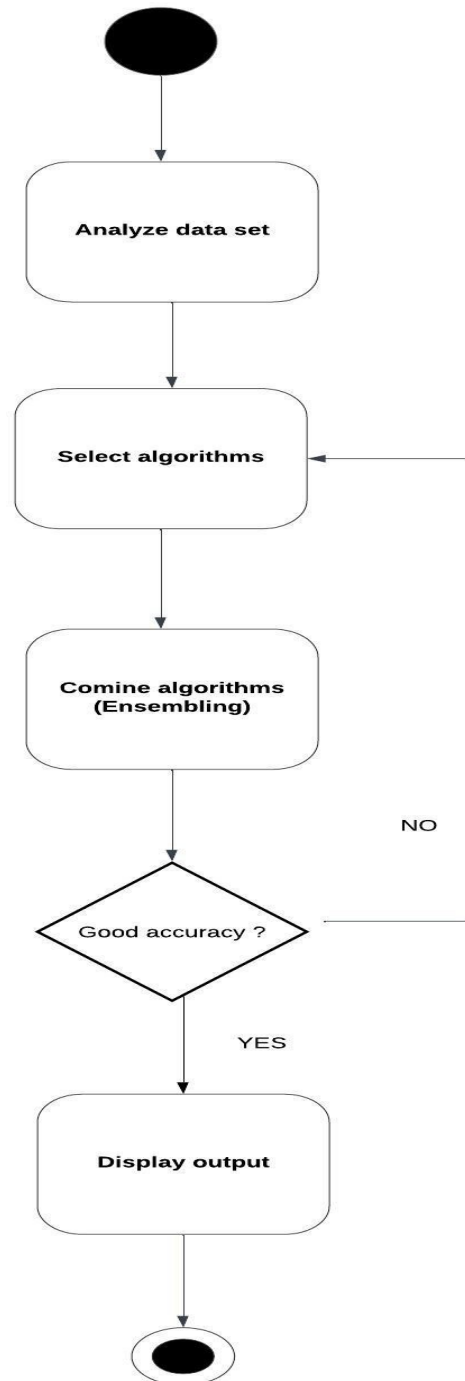 Analyze data set
Select algorithms
Comine algorithms
(Ensembling)
NO
Good accuracy ?
YES
Display output